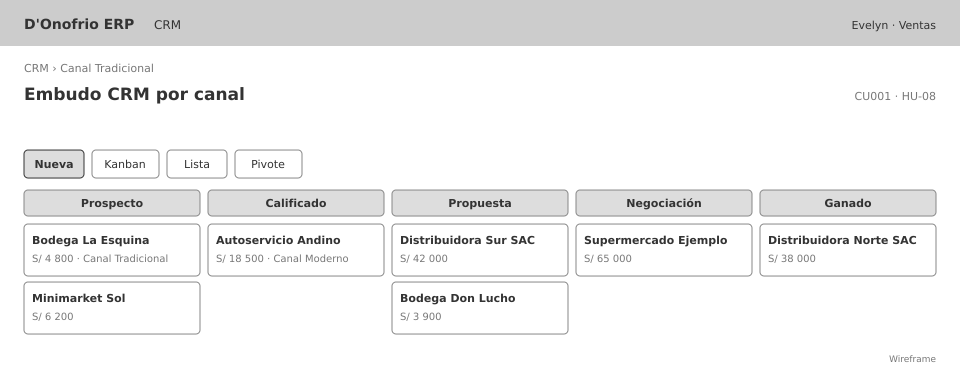 D'Onofrio ERP CRM Evelyn · Ventas
CRM › Canal Tradicional
Embudo CRM por canal CU001 · HU-08
Nueva Kanban Lista Pivote
Prospecto Calificado Propuesta Negociación Ganado
Bodega La Esquina Autoservicio Andino Distribuidora Sur SAC Supermercado Ejemplo Distribuidora Norte SAC
S/ 4 800 · Canal Tradicional S/ 18 500 · Canal Moderno S/ 42 000 S/ 65 000 S/ 38 000
Minimarket Sol Bodega Don Lucho
S/ 6 200 S/ 3 900
Wireframe